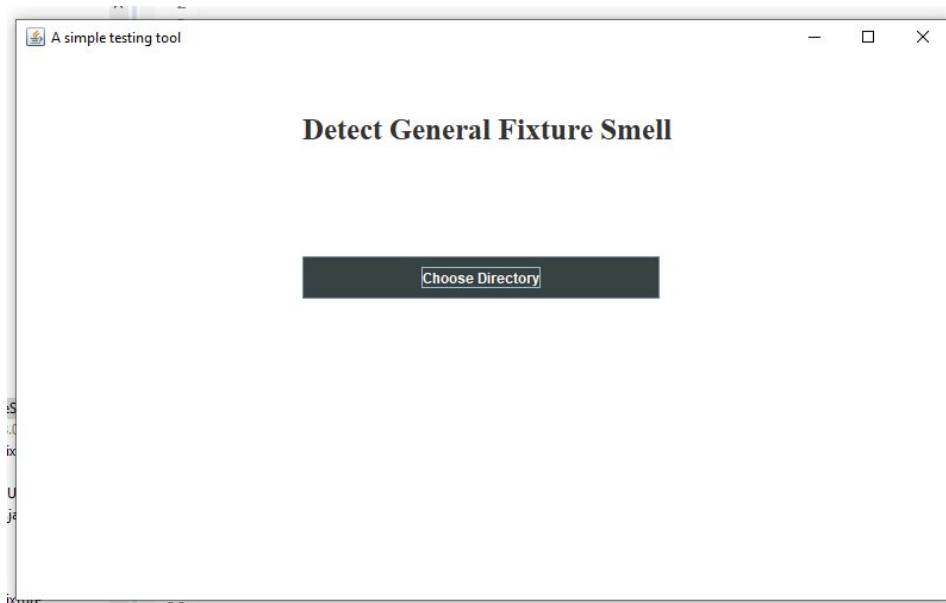 A simple testing tool
Detect General Fixture Smell
Choose Directory